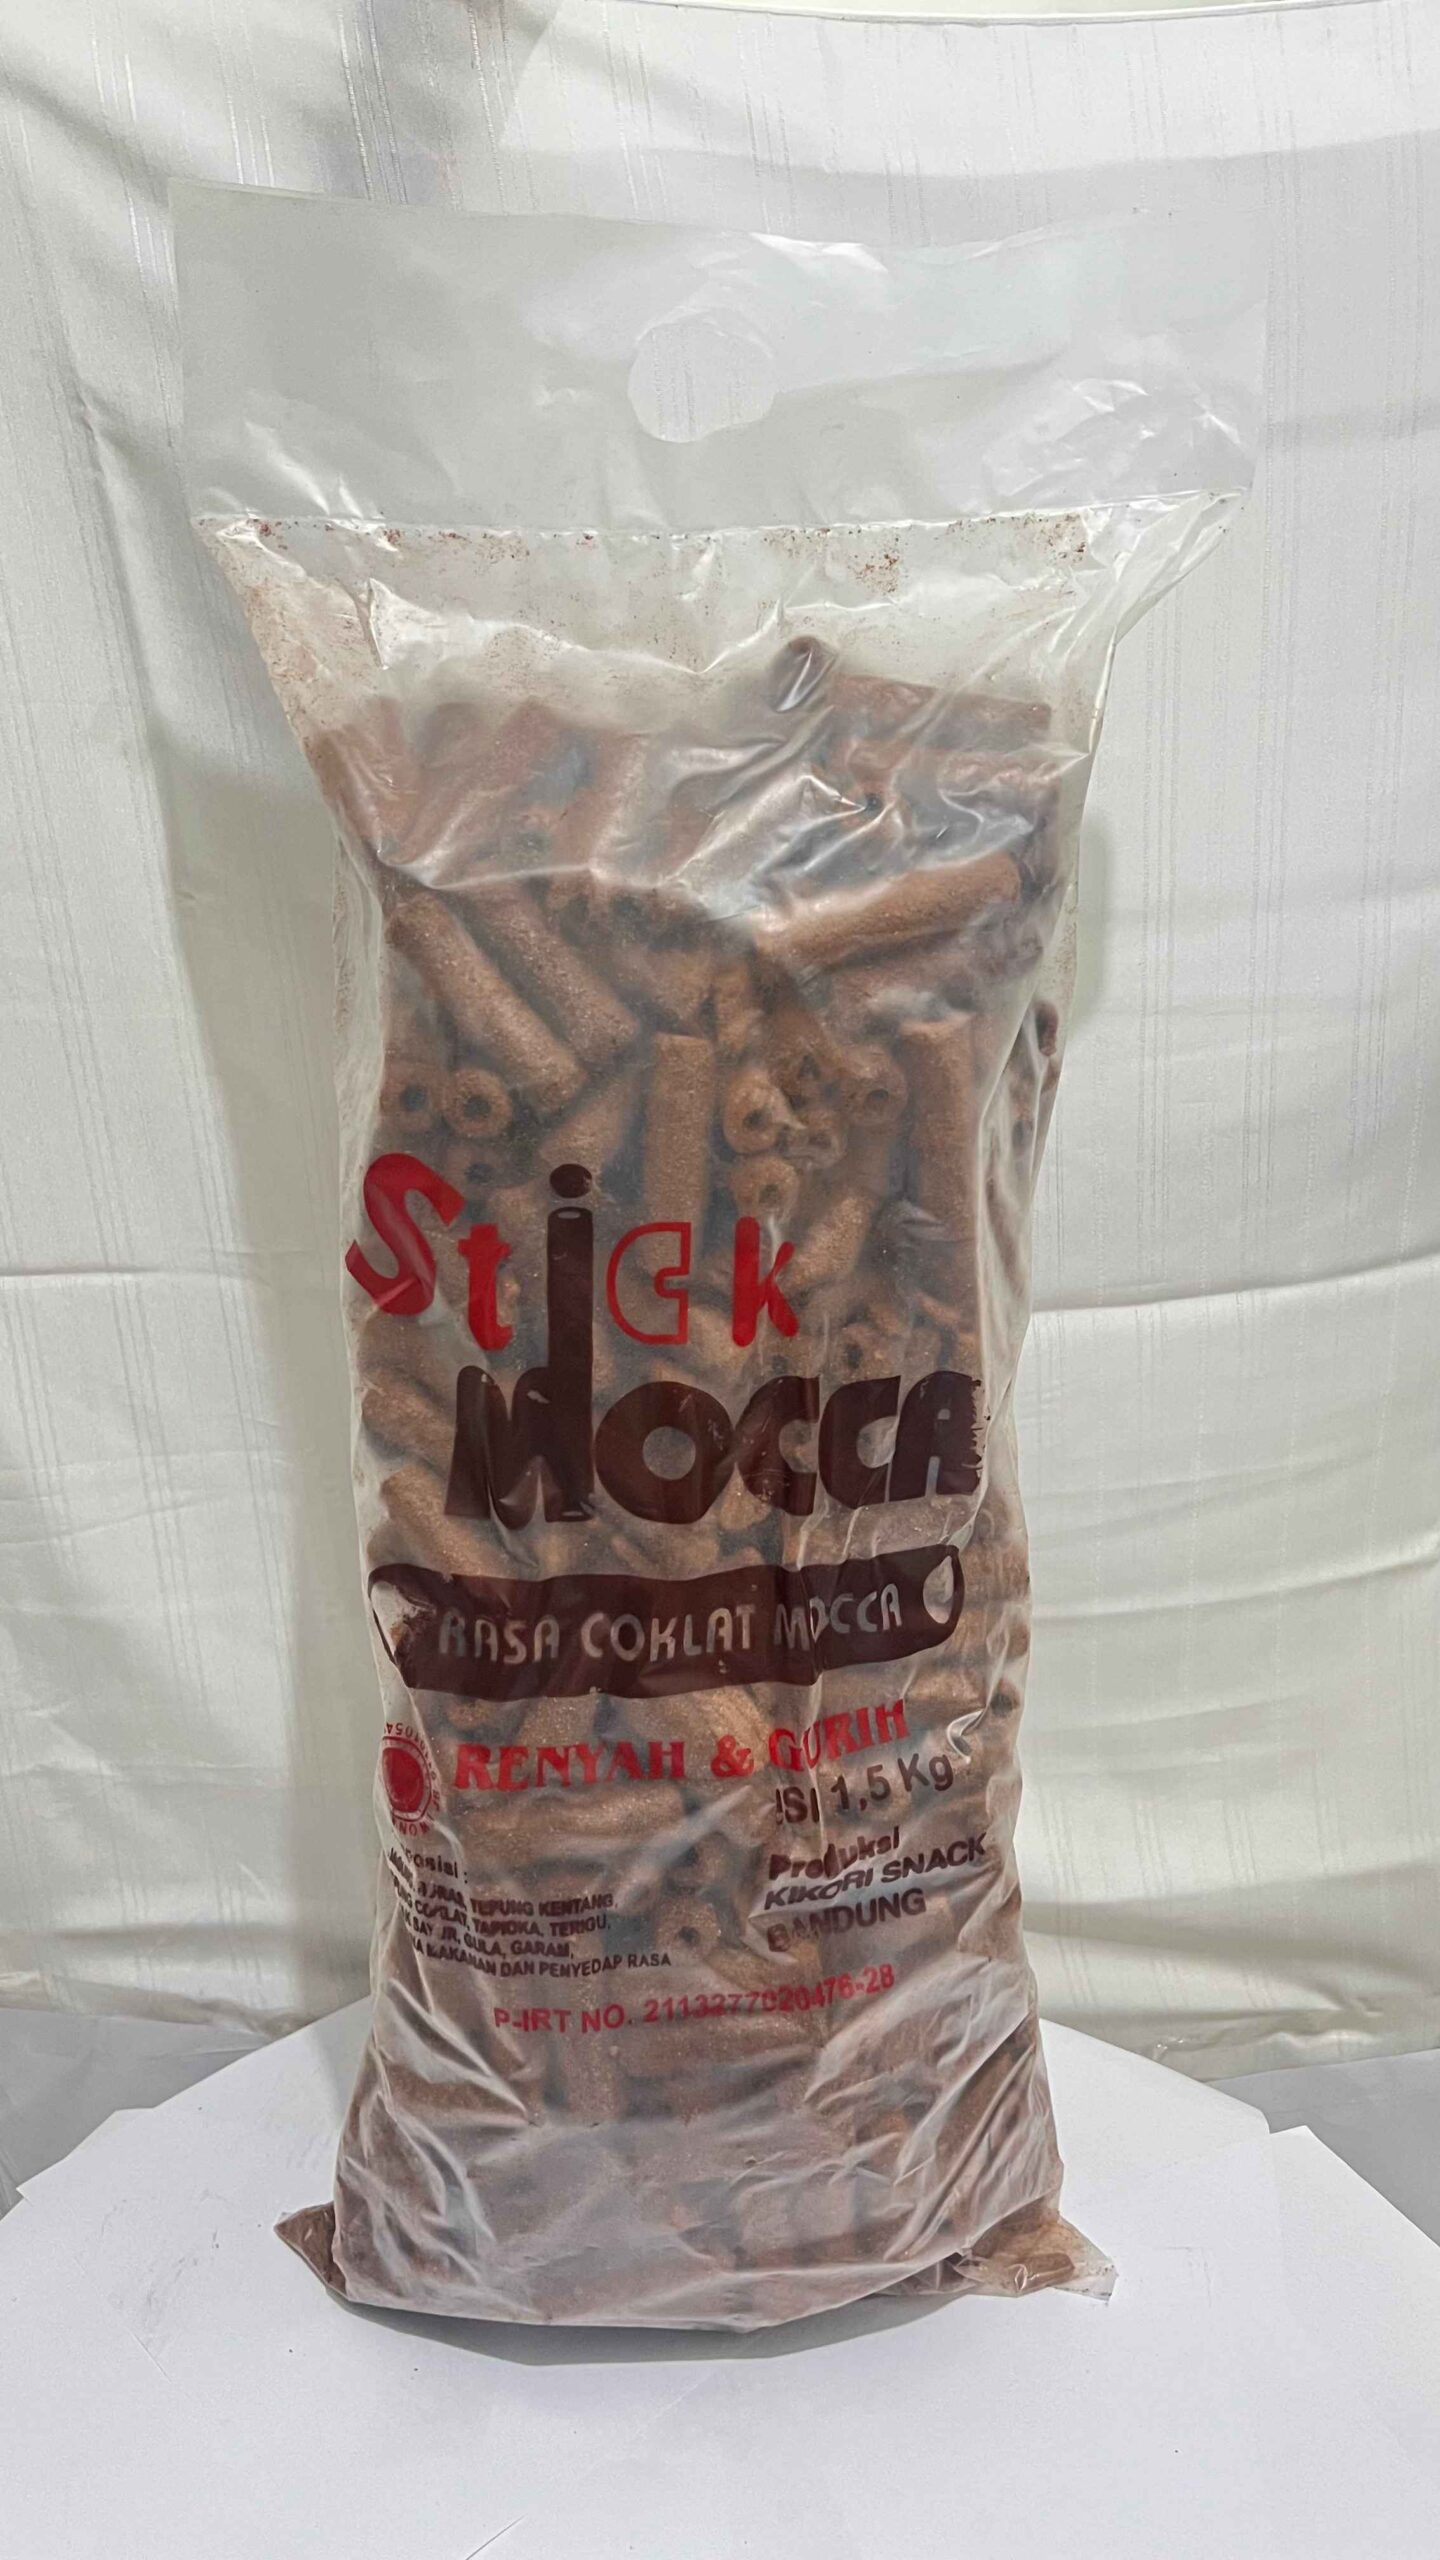 Stick
MOCCA
RASA COKLAT MOCCA
RENYAH & GURIH
ISI 1,5 Kg
Produksi
KIKORI SNACK
BANDUNG
TEPUNG KENTANG,
COKLAT, TAPIOKA, TERIGU,
GULA, GARAM,
MAKANAN DAN PENYEDAP RASA
P-IRT NO. 2113277020476-28